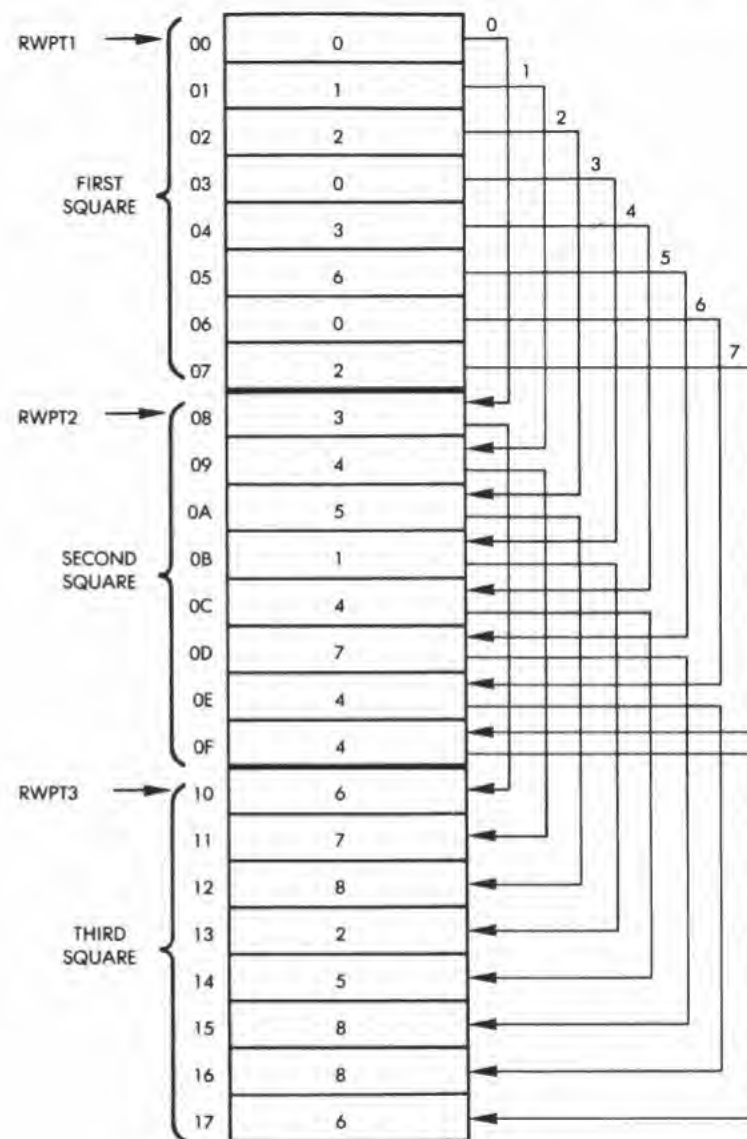 0
RWPT1 00 0
1
01 1
2
02 2
3
FIRST
SQUARE
03 0
4
04 3
5
05 6
6
06 0
7
07 2
RWPT2 08 3
09 4
0A 5
SECOND
SQUARE
0B 1
0C 4
0D 7
0E 4
0F 4
RWPT3 10 6
11 7
12 8
THIRD
SQUARE
13 2
14 5
15 8
16 8
17 6